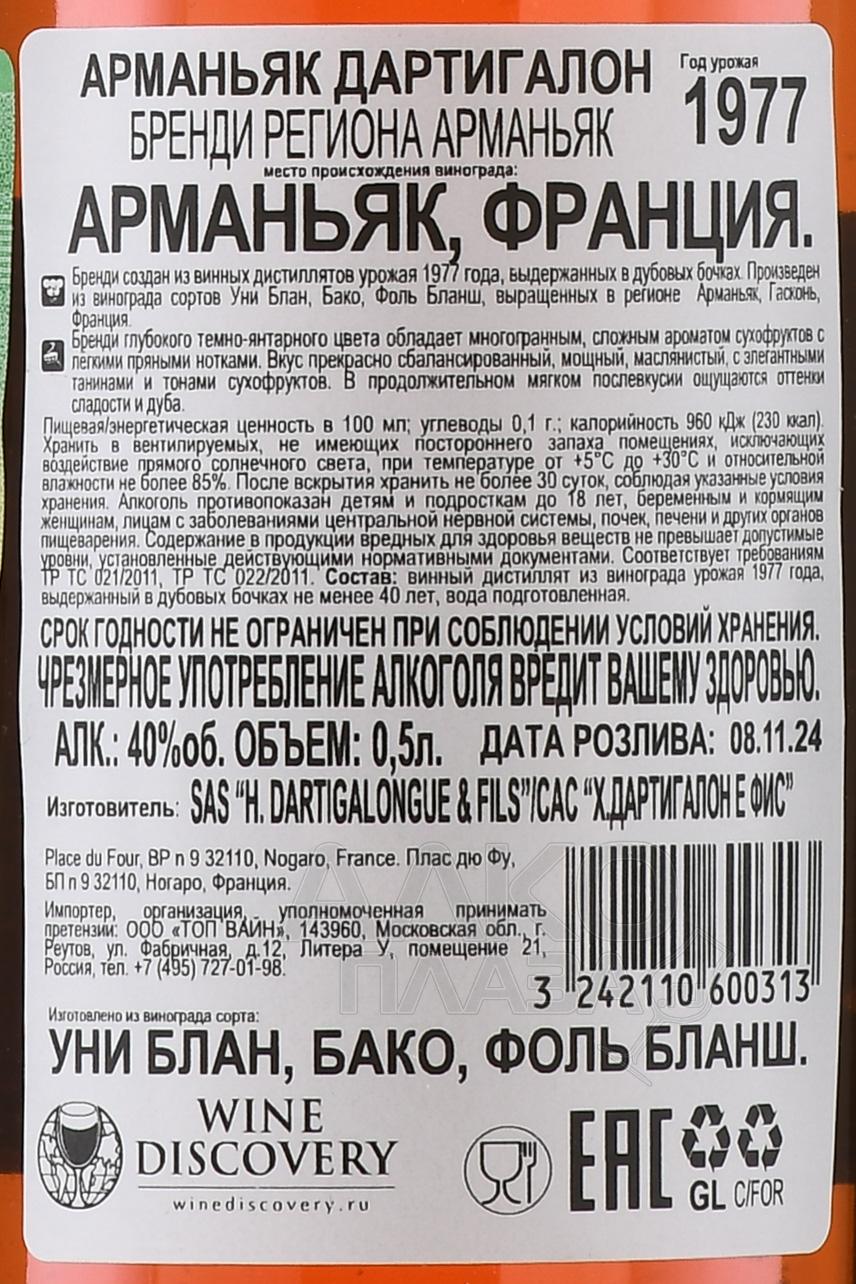 АРМАНЬЯК ДАРТИГАЛОН
Год урожая
1977
БРЕНДИ РЕГИОНА АРМАНЬЯК
место происхождения винограда:
АРМАНЬЯК, ФРАНЦИЯ.
Бренди создан из винных дистиллятов урожая 1977 года, выдержанных в дубовых бочках. Произведен
из винограда сортов Уни Блан, Бако, Фоль Бланш, выращенных в регионе Арманьяк, Гасконь,
Франция.
Бренди глубокого темно-янтарного цвета обладает многогранным, сложным ароматом сухофруктов с
легкими пряными нотками. Вкус прекрасно сбалансированный, мощный, маслянистый, с элегантными
танинами и тонами сухофруктов. В продолжительном мягком послевкусии ощущаются оттенки
сладости и дуба.
Пищевая/энергетическая ценность в 100 мл; углеводы 0,1 г.; калорийность 960 кДж (230 ккал).
Хранить в вентилируемых, не имеющих постороннего запаха помещениях, исключающих
воздействие прямого солнечного света, при температуре от +5°С до +30°С и относительной
влажности не более 85%. После вскрытия хранить не более 30 суток, соблюдая указанные условия
хранения. Алкоголь противопоказан детям и подросткам до 18 лет, беременным и кормящим
женщинам, лицам с заболеваниями центральной нервной системы, почек, печени и других органов
пищеварения. Содержание в продукции вредных для здоровья веществ не превышает допустимые
уровни, установленные действующими нормативными документами. Соответствует требованиям
ТР ТС 021/2011, ТР ТС 022/2011. Состав: винный дистиллят из винограда урожая 1977 года,
выдержанный в дубовых бочках не менее 40 лет, вода подготовленная.
СРОК ГОДНОСТИ НЕ ОГРАНИЧЕН ПРИ СОБЛЮДЕНИИ УСЛОВИЙ ХРАНЕНИЯ.
ЧРЕЗМЕРНОЕ УПОТРЕБЛЕНИЕ АЛКОГОЛЯ ВРЕДИТ ВАШЕМУ ЗДОРОВЬЮ.
АЛК.: 40%об. ОБЪЕМ: 0,5л. ДАТА РОЗЛИВА: 08.11.24
Изготовитель: SAS "H. DARTIGALONGUE & FILS"/САС "Х.ДАРТИГАЛОН Е ФИС"
Place du Four, BP n 9 32110, Nogaro, France. Плас дю Фу,
БП n 9 32110, Ногаро, Франция.
Импортер, организация, уполномоченная принимать
претензии: ООО «ТОП ВАЙН», 143960, Московская обл., г.
Реутов, ул. Фабричная, д.12, Литера У, помещение 21,
Россия, тел. +7 (495) 727-01-98.
3 242110 600313
Изготовлено из винограда сорта:
УНИ БЛАН, БАКО, ФОЛЬ БЛАНШ.
WINE
DISCOVERY
winediscovery.ru
EAC
GL C/FOR
АЛКО
ПЛАЗА